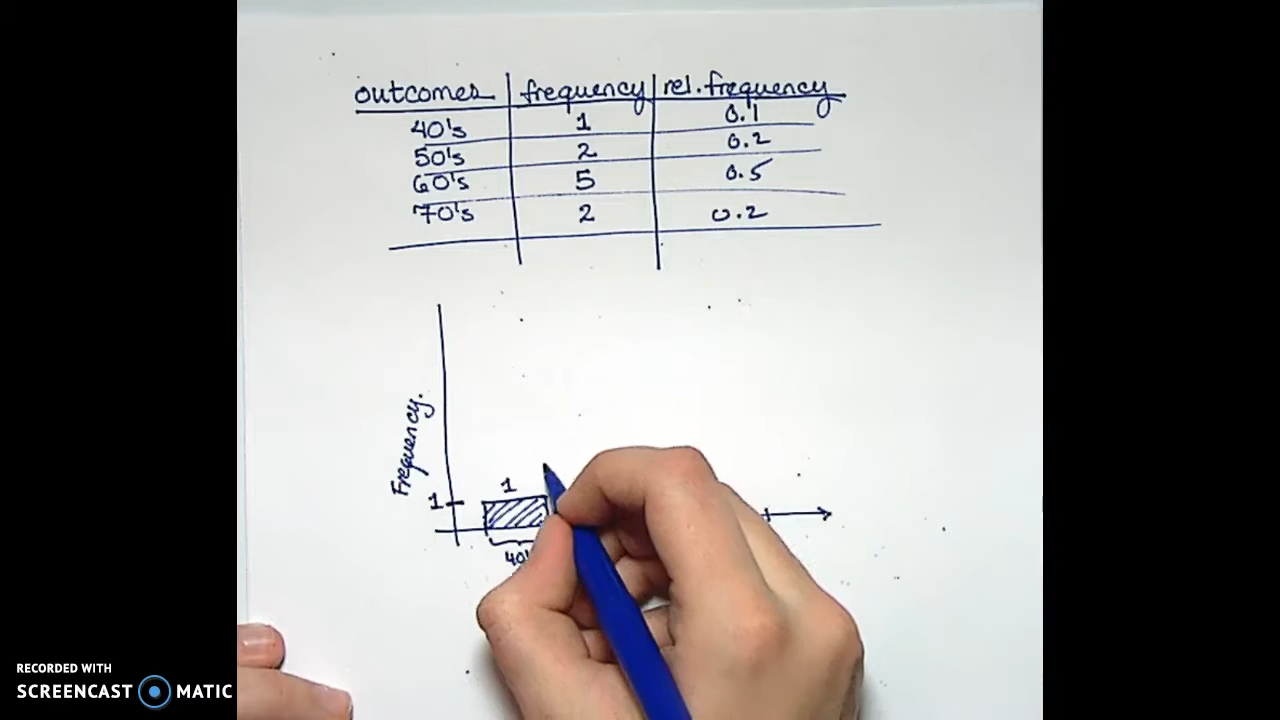 outcomes frequency rel. frequency
40's 1 0.1
50's 2 0.2
60's 5 0.5
70's 2 0.2
Frequency.
1
1
RECORDED WITH
SCREENCAST MATIC